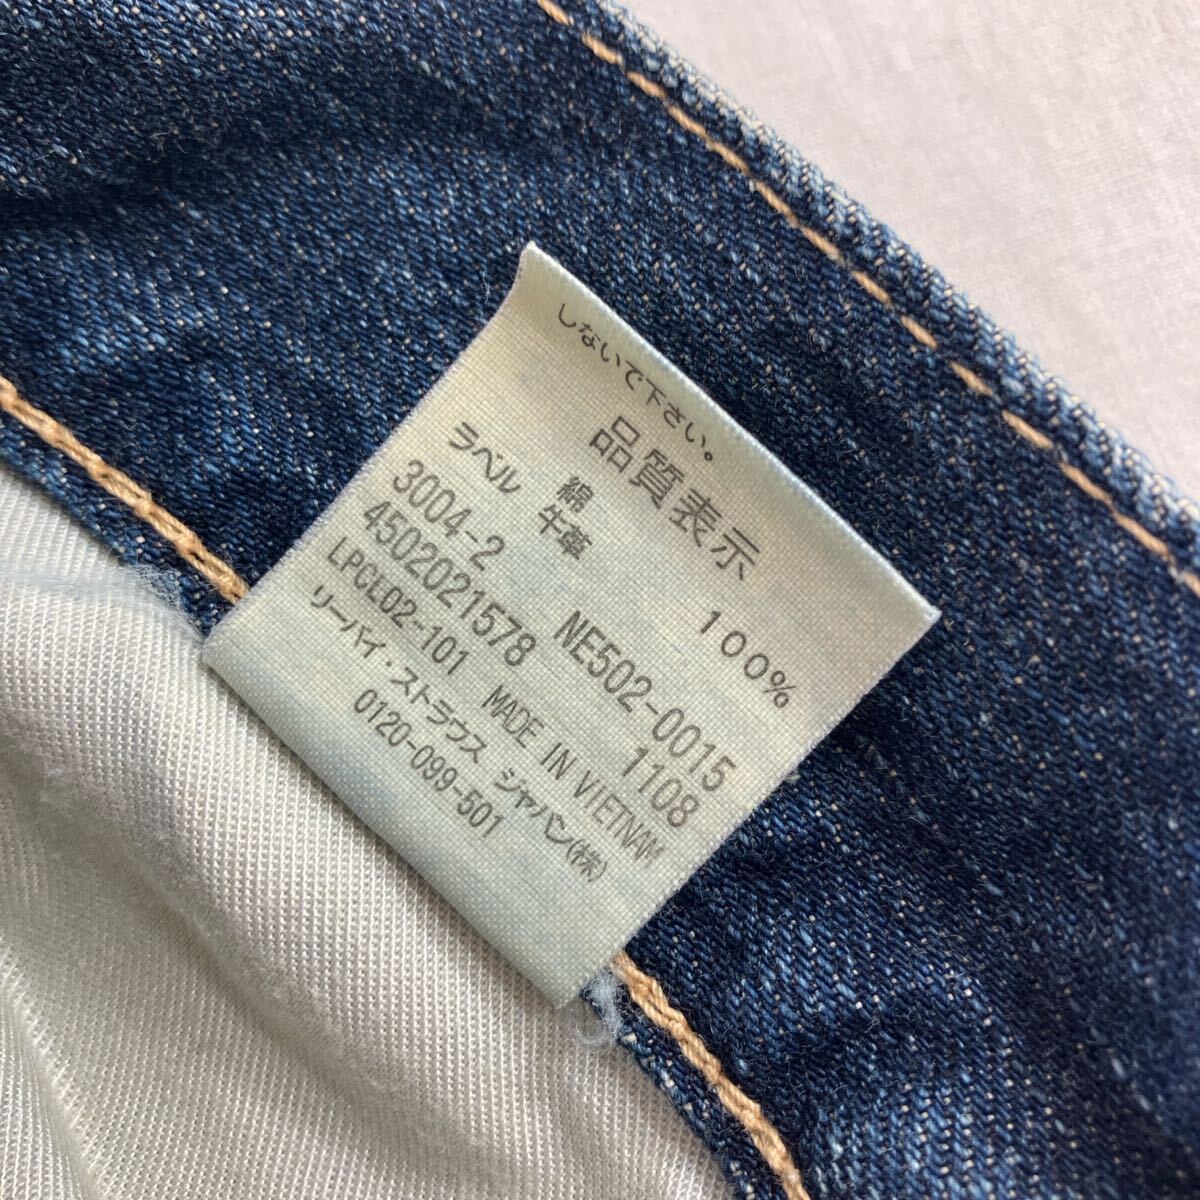 しないで下さい。
品質表示
綿 100%
ラベル 牛革
3004-2 NE502-0015
4502021578 1108
LPCL02-101 MADE IN VIETNAM
リーバイ・ストラウス ジャパン(株)
0120-099-501